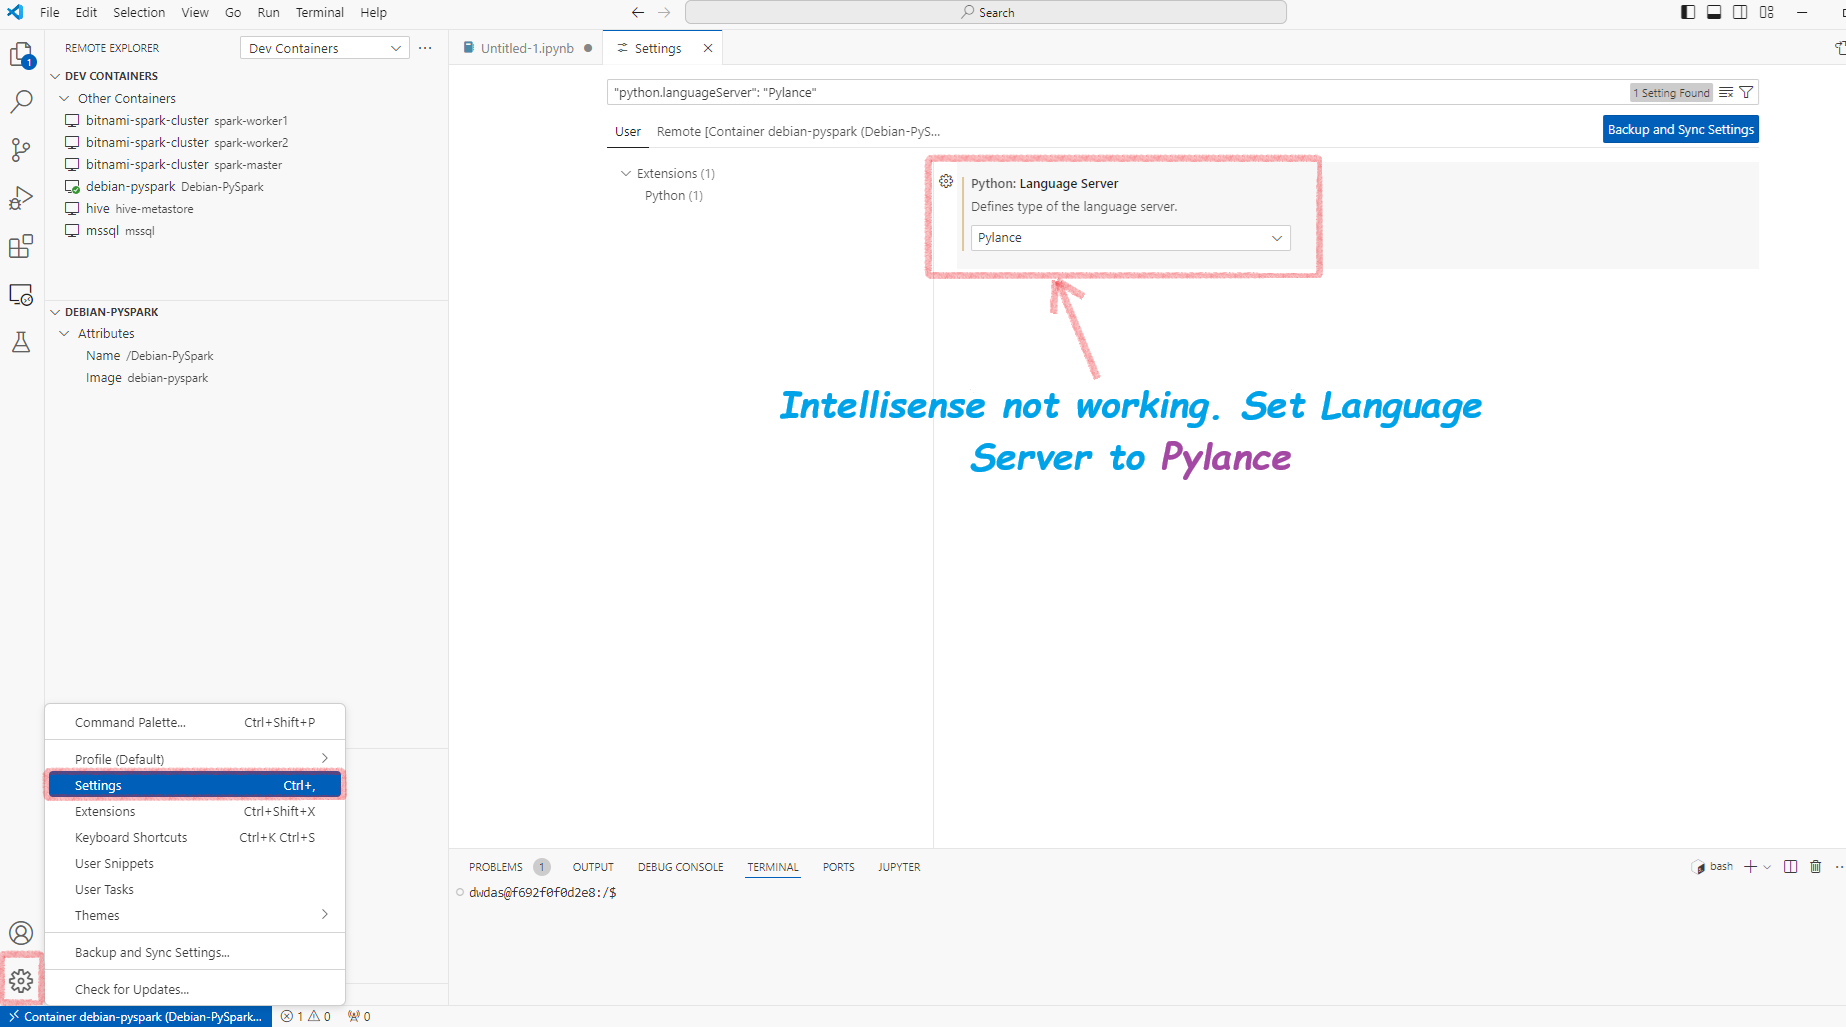 File Edit Selection View Go Run Terminal Help
Search
REMOTE EXPLORER
Dev Containers
DEV CONTAINERS
Other Containers
bitnami-spark-cluster spark-worker1
bitnami-spark-cluster spark-worker2
bitnami-spark-cluster spark-master
debian-pyspark Debian-PySpark
hive hive-metastore
mssql mssql
DEBIAN-PYSPARK
Attributes
Name /Debian-PySpark
Image debian-pyspark
1
Untitled-1.ipynb
Settings
"python.languageServer": "Pylance"
1 Setting Found
User
Remote [Container debian-pyspark (Debian-PyS...
Backup and Sync Settings
Extensions (1)
Python (1)
Python: Language Server
Defines type of the language server.
Pylance
Intellisense not working. Set Language
Server to Pylance
Command Palette... Ctrl+Shift+P
Profile (Default)
Settings Ctrl+,
Extensions Ctrl+Shift+X
Keyboard Shortcuts Ctrl+K Ctrl+S
User Snippets
User Tasks
Themes
Backup and Sync Settings...
Check for Updates...
PROBLEMS 1 OUTPUT DEBUG CONSOLE TERMINAL PORTS JUPYTER
bash
dwdas@f692f0f0d2e8:/$
Container debian-pyspark (Debian-PySpark... 1 0 0